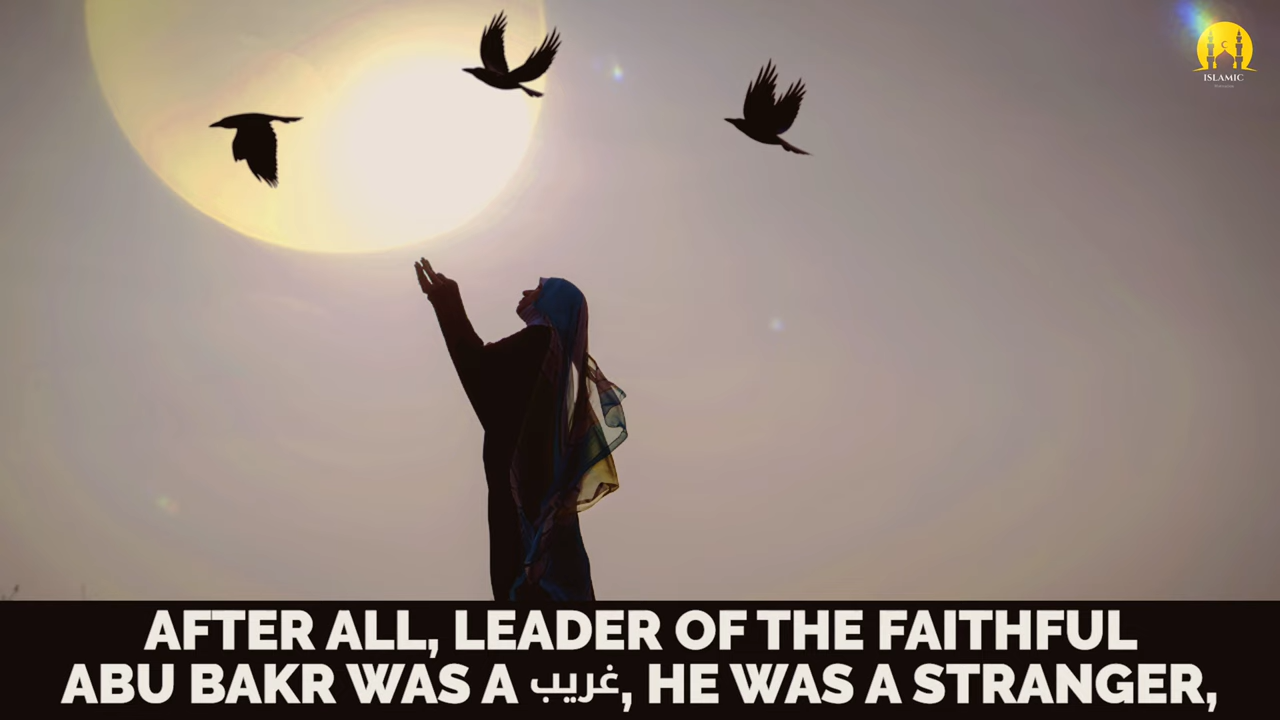 ISLAMIC
AFTER ALL, LEADER OF THE FAITHFUL
ABU BAKR WAS A غريب, HE WAS A STRANGER,